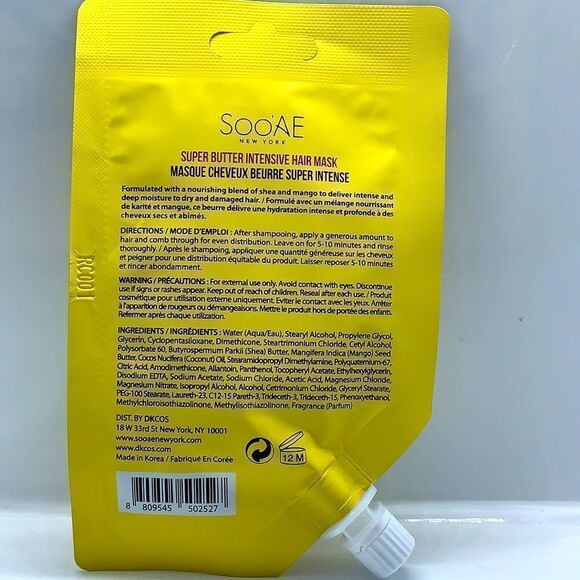 SOO'AE
NEW YORK
SUPER BUTTER INTENSIVE HAIR MASK
MASQUE CHEVEUX BEURRE SUPER INTENSE
Formulated with a nourishing blend of shea and mango to deliver intense and
deep moisture to dry and damaged hair. / Formulé avec un mélange nourrissant
de karité et mangue, ce beurre délivre une hydratation intense et profonde à des
cheveux secs et abîmés.
DIRECTIONS / MODE D'EMPLOI : After shampooing, apply a generous amount to
hair and comb through for even distribution. Leave on for 5-10 minutes and rinse
thoroughly. / Après le shampoing, appliquer une quantité généreuse sur les cheveux
et peigner pour une distribution équitable du produit. Laisser reposer 5-10 minutes
et rincer abondamment.
WARNING / PRÉCAUTIONS : For external use only. Avoid contact with eyes. Discontinue
use if signs or rashes appear. Keep out of reach of children. Reseal after each use. / Produit
cosmétique pour utilisation externe uniquement. Eviter le contact avec les yeux. Arrêter
à l'apparition de rougeurs ou démangeaisons. Mettre le produit hors de portée des enfants.
Refermer après chaque utilisation.
INGREDIENTS / INGRÉDIENTS : Water (Aqua/Eau), Stearyl Alcohol, Propylene Glycol,
Glycerin, Cyclopentasiloxane, Dimethicone, Steartrimonium Chloride, Cetyl Alcohol,
Polysorbate 60, Butyrospermum Parkii (Shea) Butter, Mangifera Indica (Mango) Seed
Butter, Cocos Nucifera (Coconut) Oil, Stearamidopropyl Dimethylamine, Polyquaternium-67,
Citric Acid, Amodimethicone, Allantoin, Panthenol, Tocopheryl Acetate, Ethylhexylglycerin,
Disodium EDTA, Sodium Acetate, Sodium Chloride, Acetic Acid, Magnesium Chloride,
Magnesium Nitrate, Isopropyl Alcohol, Alcohol, Cetrimonium Chloride, Glyceryl Stearate,
PEG-100 Stearate, Laureth-23, C12-15 Pareth-3, Trideceth-3, Trideceth-15, Phenoxyethanol,
Methylchloroisothiazolinone, Methylisothiazolinone, Fragrance (Parfum)
DIST. BY DKCOS
18 W 33rd St New York, NY 10001
www.sooaenewyork.com
www.dkcos.com
Made in Korea / Fabriqué En Corée
12 M
8 809545 502527